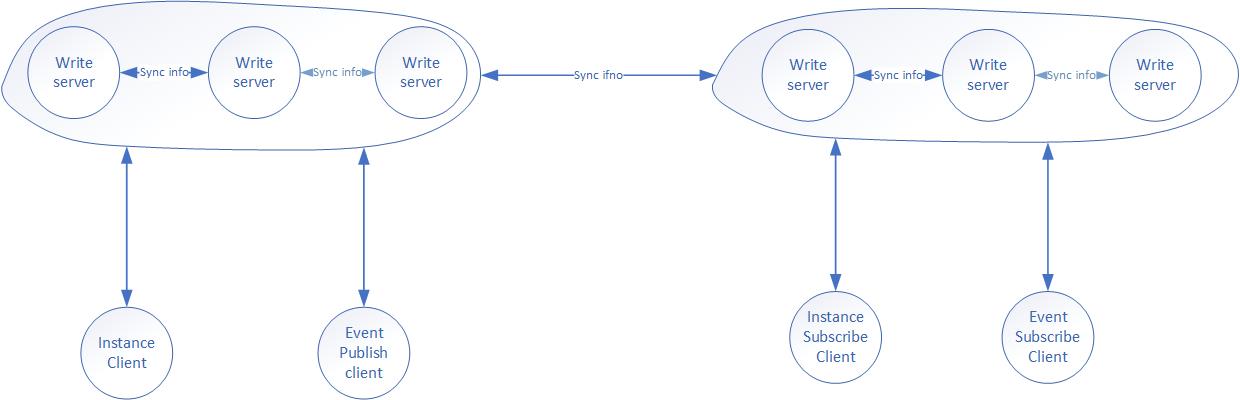 Write
server
Sync info
Write
server
Sync info
Write
server
Sync ifno
Write
server
Sync info
Write
server
Sync info
Write
server
Instance
Client
Event
Publish
client
Instance
Subscribe
Client
Event
Subscribe
Client